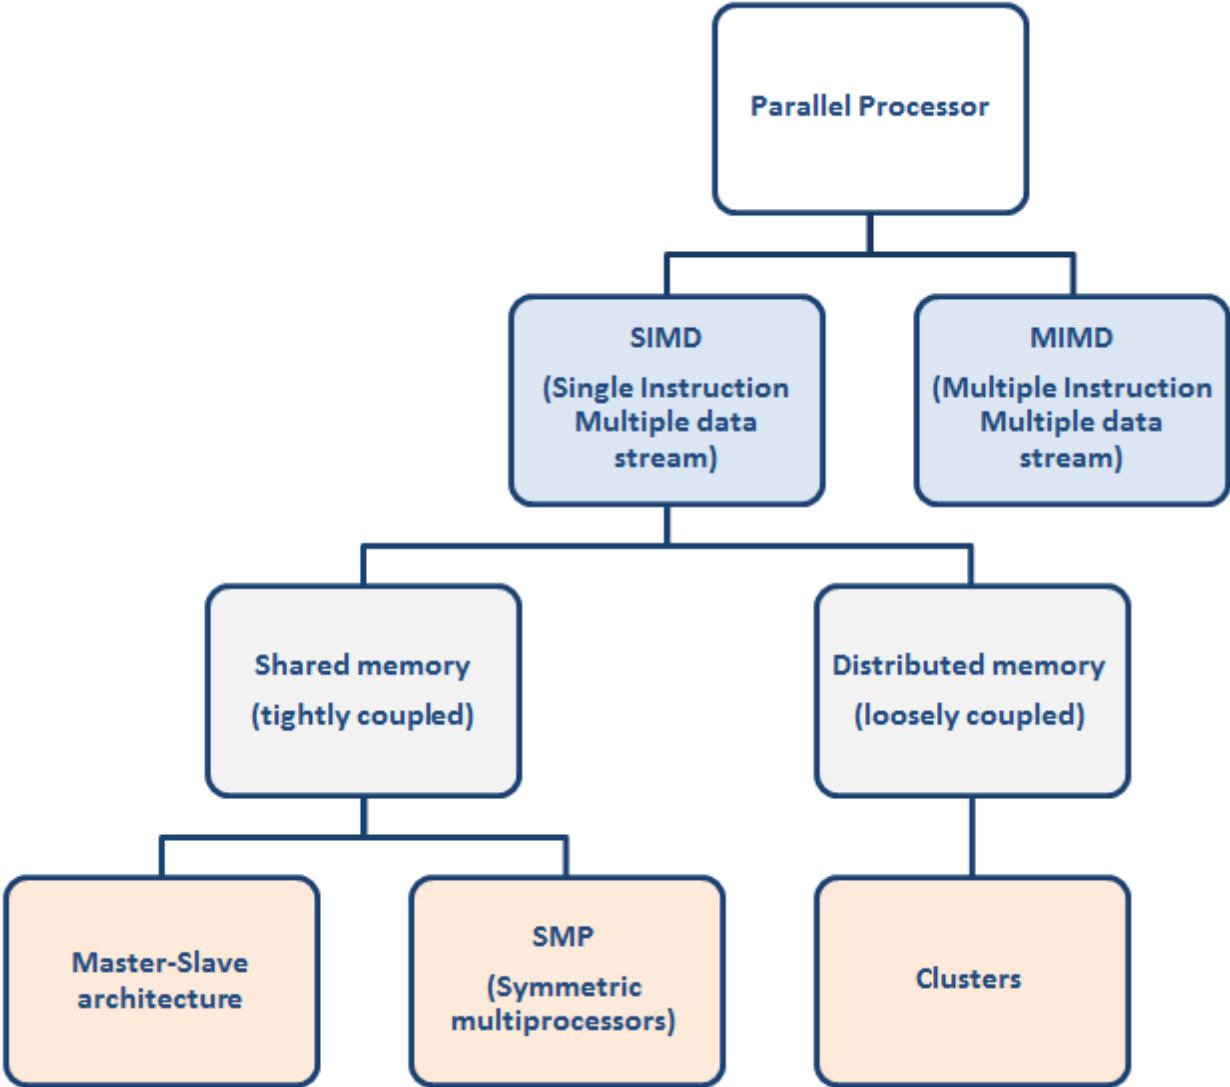 Parallel Processor
SIMD
(Single Instruction
Multiple data
stream)
MIMD
(Multiple Instruction
Multiple data
stream)
Shared memory
(tightly coupled)
Distributed memory
(loosely coupled)
Master-Slave
architecture
SMP
(Symmetric
multiprocessors)
Clusters